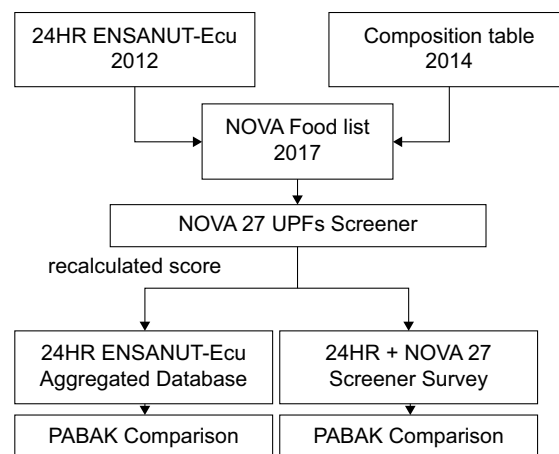 24HR ENSANUT-Ecu
2012
Composition table
2014
NOVA Food list
2017
NOVA 27 UPFs Screener
recalculated score
24HR ENSANUT-Ecu
Aggregated Database
24HR + NOVA 27
Screener Survey
PABAK Comparison
PABAK Comparison